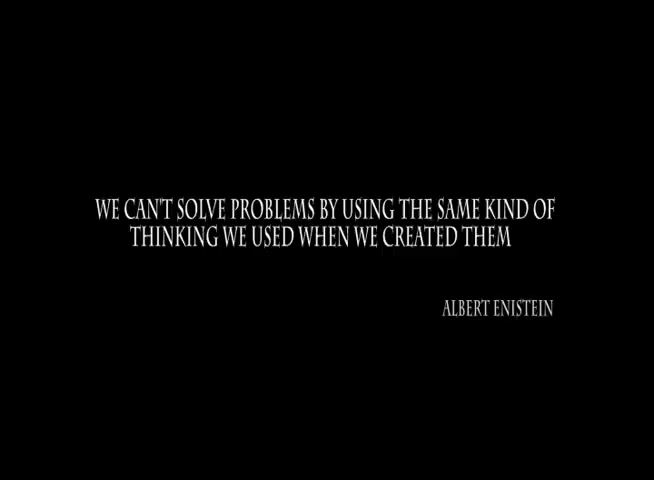 WE CAN'T SOLVE PROBLEMS BY USING THE SAME KIND OF
THINKING WE USED WHEN WE CREATED THEM
ALBERT ENISTEIN